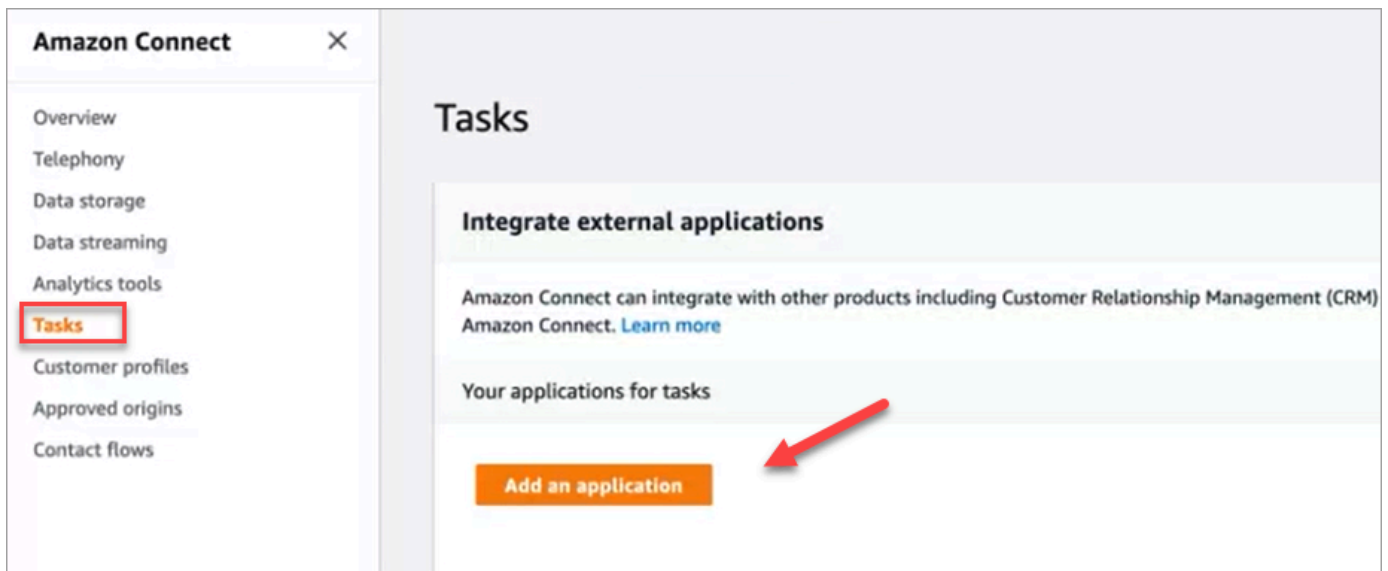 Amazon Connect
Overview
Telephony
Data storage
Data streaming
Analytics tools
Tasks
Customer profiles
Approved origins
Contact flows
Tasks
Integrate external applications
Amazon Connect can integrate with other products including Customer Relationship Management (CRM)
Amazon Connect. Learn more
Your applications for tasks
Add an application